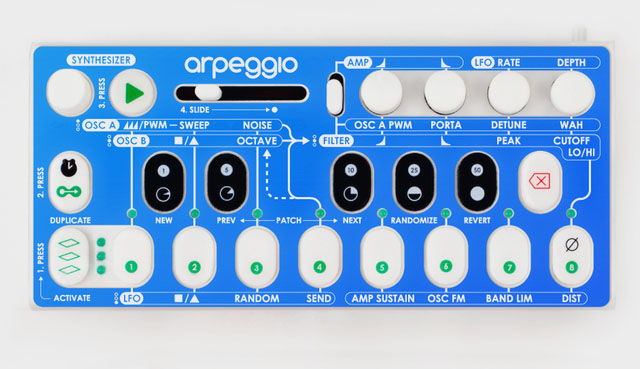 SYNTHESIZER
arpeggio
AMP
LFO RATE
DEPTH
3. PRESS
4. SLIDE
OSC A
/PWM
SWEEP
NOISE
OSC A PWM
PORTA
DETUNE
WAH
OSC B
OCTAVE
FILTER
PEAK
CUTOFF
LO/HI
2. PRESS
1
5
10
25
50
DUPLICATE
NEW
PREV
PATCH
NEXT
RANDOMIZE
REVERT
1. PRESS
1
2
3
4
5
6
7
8
ACTIVATE
LFO
RANDOM
SEND
AMP SUSTAIN
OSC FM
BAND LIM
DIST